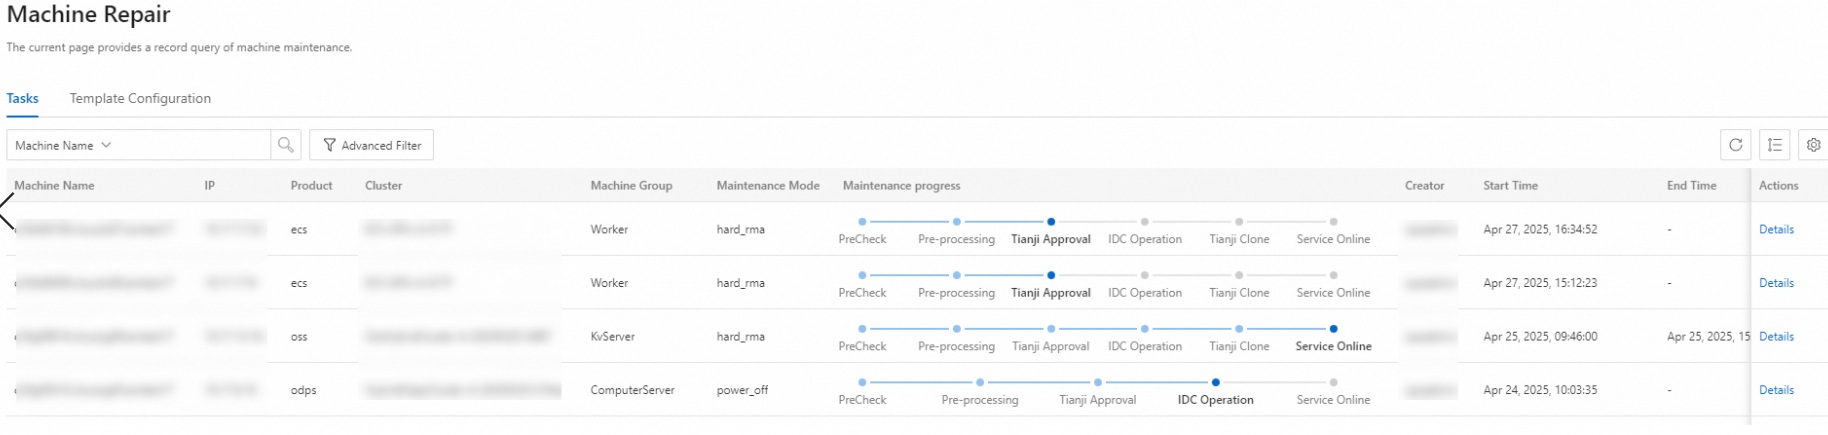 Machine Repair
The current page provides a record query of machine maintenance.
Tasks Template Configuration
Machine Name Advanced Filter
Machine Name IP Product Cluster Machine Group Maintenance Mode Maintenance progress Creator Start Time End Time Actions
ecs Worker hard_rma Apr 27, 2025, 16:34:52 - Details
PreCheck Pre-processing Tianji Approval IDC Operation Tianji Clone Service Online
ecs Worker hard_rma Apr 27, 2025, 15:12:23 - Details
PreCheck Pre-processing Tianji Approval IDC Operation Tianji Clone Service Online
oss KvServer hard_rma Apr 25, 2025, 09:46:00 Apr 25, 2025, 15 Details
PreCheck Pre-processing Tianji Approval IDC Operation Tianji Clone Service Online
odps ComputerServer power_off Apr 24, 2025, 10:03:35 - Details
PreCheck Pre-processing Tianji Approval IDC Operation Service Online